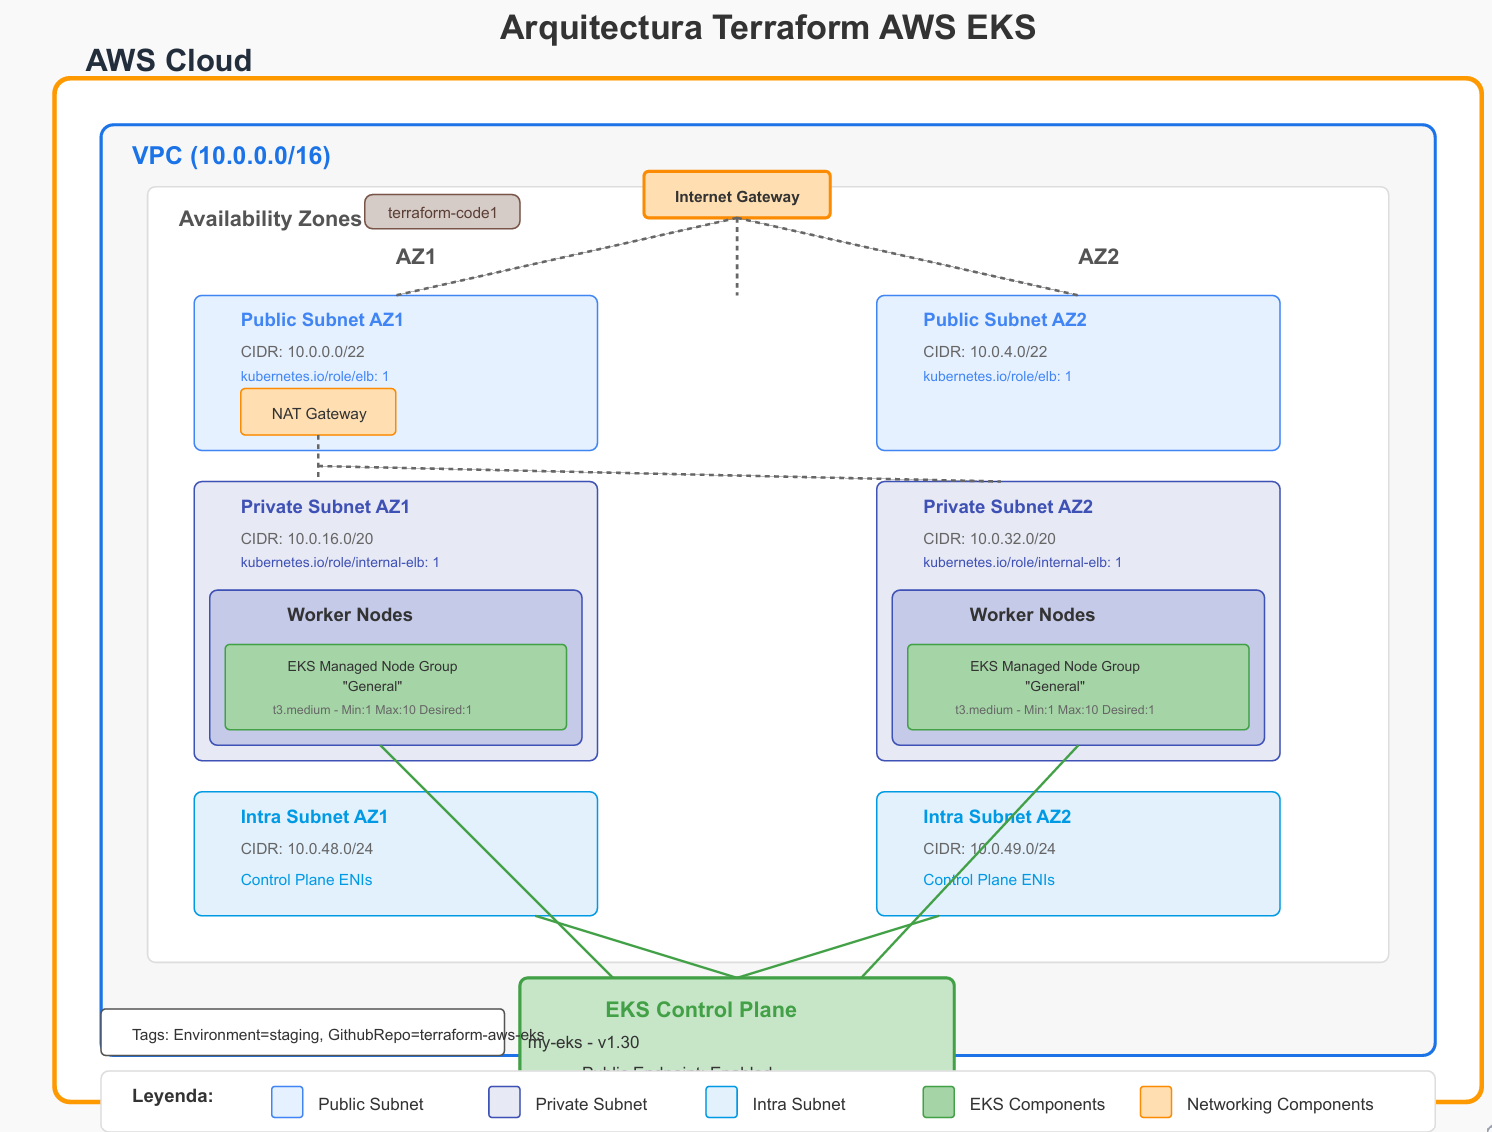 Arquitectura Terraform AWS EKS
AWS Cloud
VPC (10.0.0.0/16)
Internet Gateway
Availability Zones
terraform-code1
AZ1
AZ2
Public Subnet AZ1
CIDR: 10.0.0.0/22
kubernetes.io/role/elb: 1
NAT Gateway
Public Subnet AZ2
CIDR: 10.0.4.0/22
kubernetes.io/role/elb: 1
Private Subnet AZ1
CIDR: 10.0.16.0/20
kubernetes.io/role/internal-elb: 1
Worker Nodes
EKS Managed Node Group
"General"
t3.medium - Min:1 Max:10 Desired:1
Private Subnet AZ2
CIDR: 10.0.32.0/20
kubernetes.io/role/internal-elb: 1
Worker Nodes
EKS Managed Node Group
"General"
t3.medium - Min:1 Max:10 Desired:1
Intra Subnet AZ1
CIDR: 10.0.48.0/24
Control Plane ENIs
Intra Subnet AZ2
CIDR: 10.0.49.0/24
Control Plane ENIs
EKS Control Plane
my-eks - v1.30
Public Endpoint: Enabled
Tags: Environment=staging, GithubRepo=terraform-aws-eks
Leyenda:
Public Subnet
Private Subnet
Intra Subnet
EKS Components
Networking Components